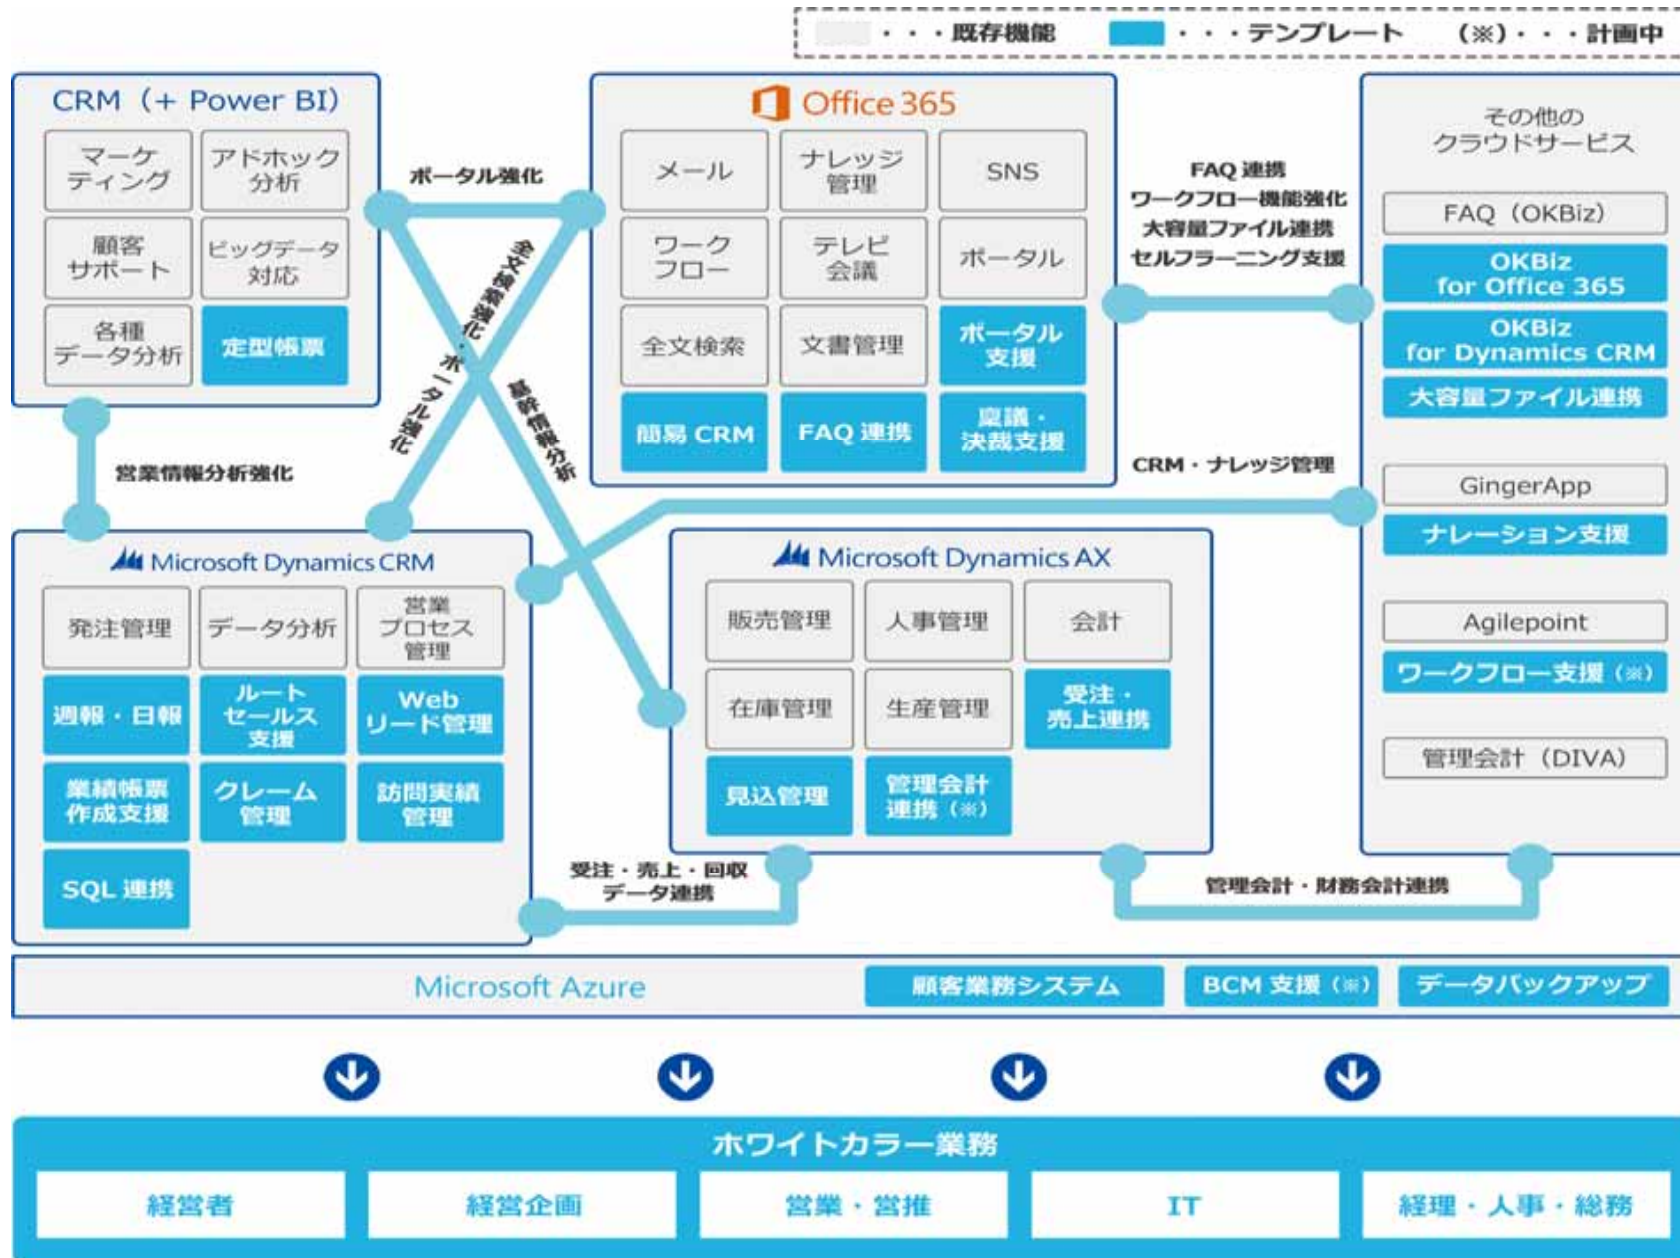 ・・・既存機能
・・・テンプレート
（※）・・・計画中
CRM（+ Power BI）
マーケ
ティング
アドホック
分析
顧客
サポート
ビッグデータ
対応
各種
データ分析
定型帳票
ポータル強化
全文検索強化・ポータル強化
基幹情報分析
営業情報分析強化
Office 365
メール
ナレッジ
管理
SNS
ワーク
フロー
テレビ
会議
ポータル
全文検索
文書管理
ポータル
支援
簡易 CRM
FAQ 連携
稟議・
決裁支援
FAQ 連携
ワークフロー機能強化
大容量ファイル連携
セルフラーニング支援
CRM・ナレッジ管理
その他の
クラウドサービス
FAQ（OKBiz）
OKBiz
for Office 365
OKBiz
for Dynamics CRM
大容量ファイル連携
GingerApp
ナレーション支援
Agilepoint
ワークフロー支援（※）
管理会計（DIVA）
Microsoft Dynamics CRM
発注管理
データ分析
営業
プロセス
管理
週報・日報
ルート
セールス
支援
Web
リード管理
業績帳票
作成支援
クレーム
管理
訪問実績
管理
SQL 連携
Microsoft Dynamics AX
販売管理
人事管理
会計
在庫管理
生産管理
受注・
売上連携
見込管理
管理会計
連携（※）
受注・売上・回収
データ連携
管理会計・財務会計連携
Microsoft Azure
顧客業務システム
BCM 支援（※）
データバックアップ
ホワイトカラー業務
経営者
経営企画
営業・営推
IT
経理・人事・総務